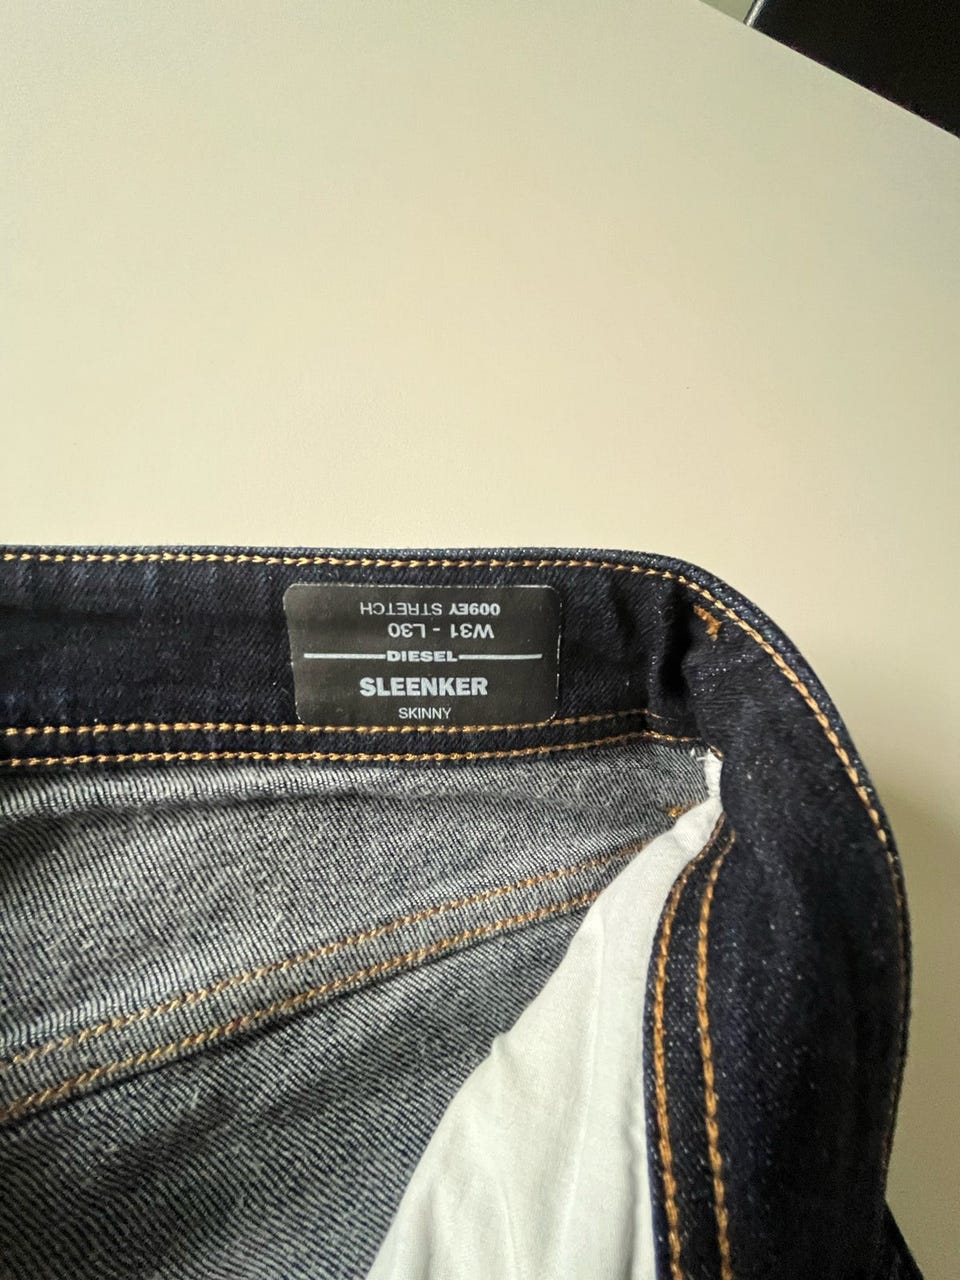 009EY STRETCH
W31 - L30
DIESEL
SLEENKER
SKINNY